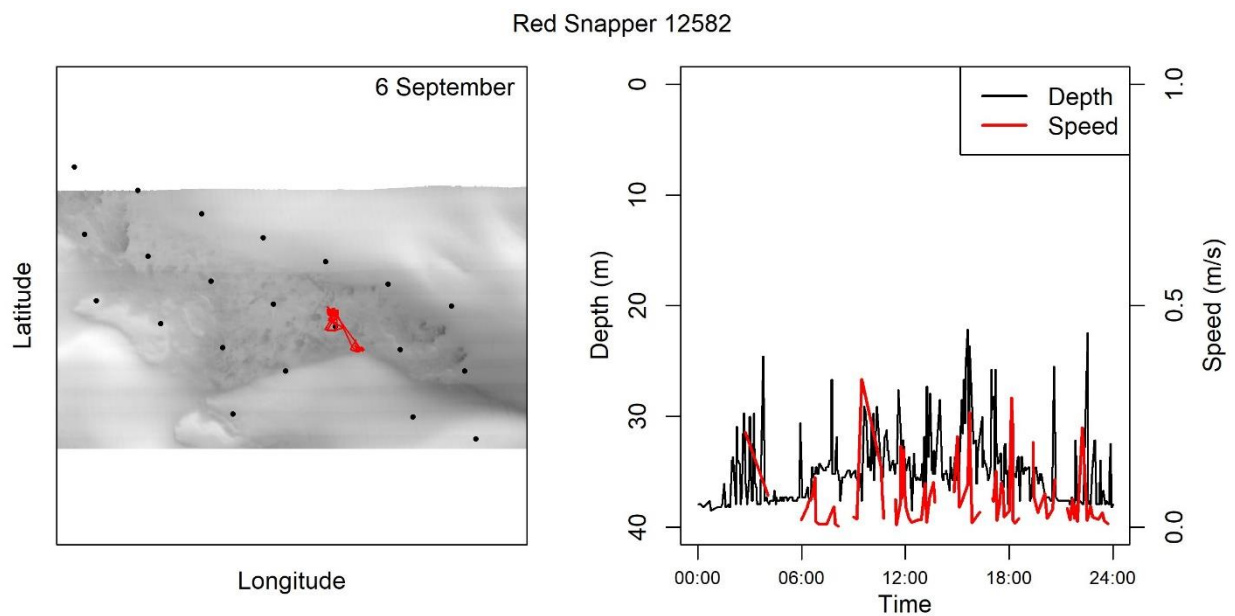 Red Snapper 12582
6 September
Latitude
Longitude
Depth
Speed
Depth (m)
0
10
20
30
40
Speed (m/s)
1.0
0.5
0.0
00:00 06:00 12:00 18:00 24:00
Time